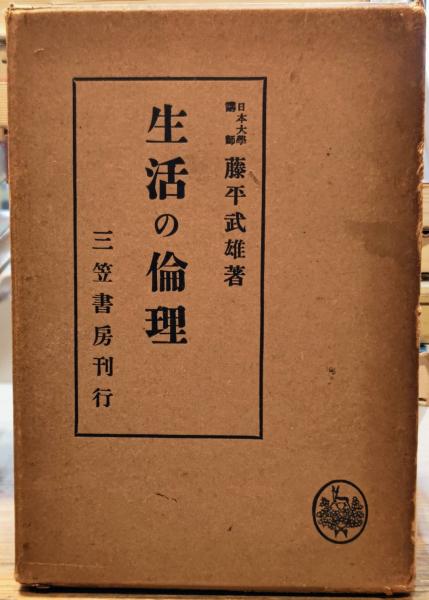 日本大學
講師
藤平武雄著
生活の倫理
三笠書房刊行